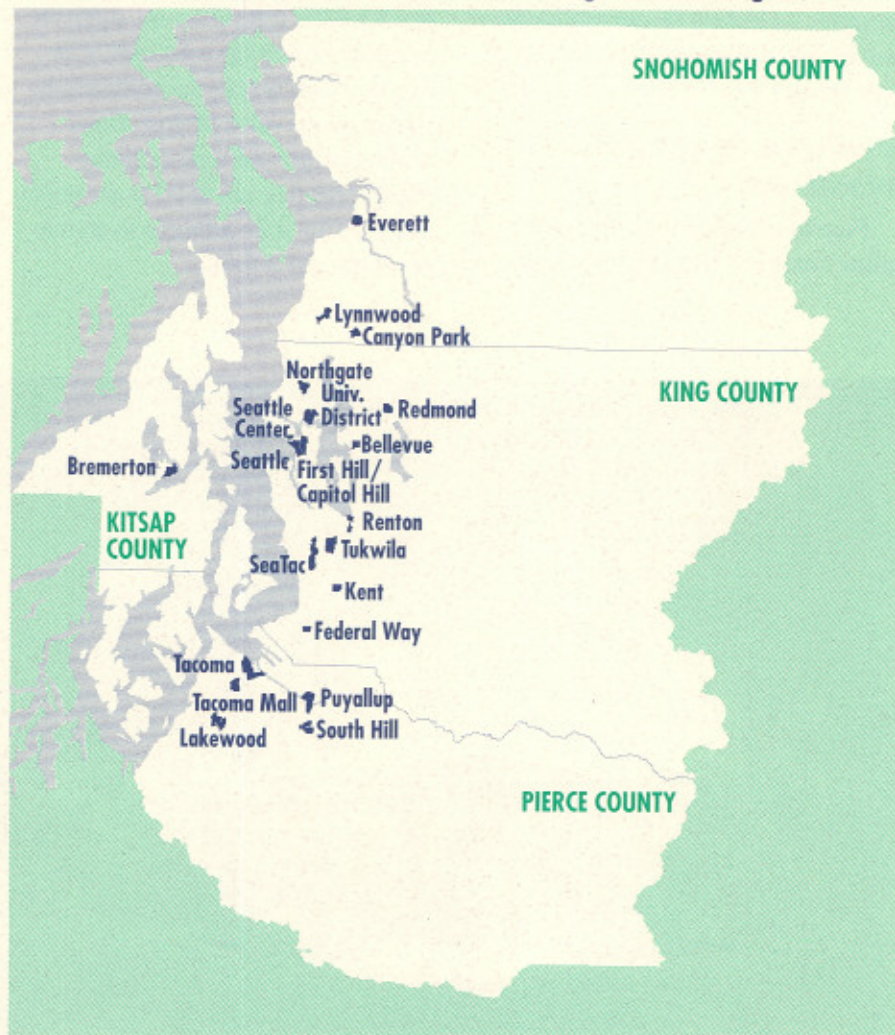 SNOHOMISH COUNTY
Everett
Lynnwood
Canyon Park
KING COUNTY
Northgate
Univ.
District
Redmond
Seattle
Center
Bellevue
Seattle
First Hill/
Capitol Hill
Bremerton
KITSAP
COUNTY
Renton
Tukwila
SeaTac
Kent
Federal Way
Tacoma
Tacoma Mall
Puyallup
Lakewood
South Hill
PIERCE COUNTY